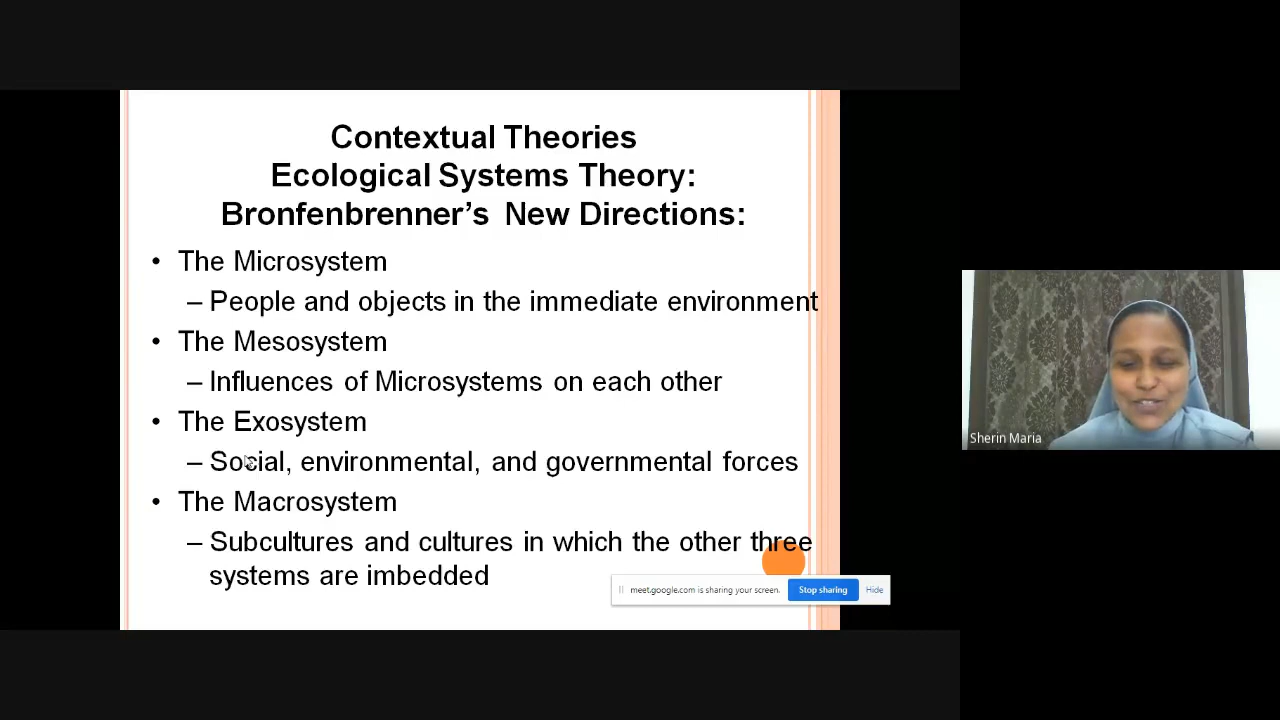 Contextual Theories
Ecological Systems Theory:
Bronfenbrenner’s New Directions:
• The Microsystem
– People and objects in the immediate environment
• The Mesosystem
– Influences of Microsystems on each other
• The Exosystem
– Social, environmental, and governmental forces
• The Macrosystem
– Subcultures and cultures in which the other three
systems are imbedded
meet.google.com is sharing your screen. Stop sharing Hide
Sherin Maria